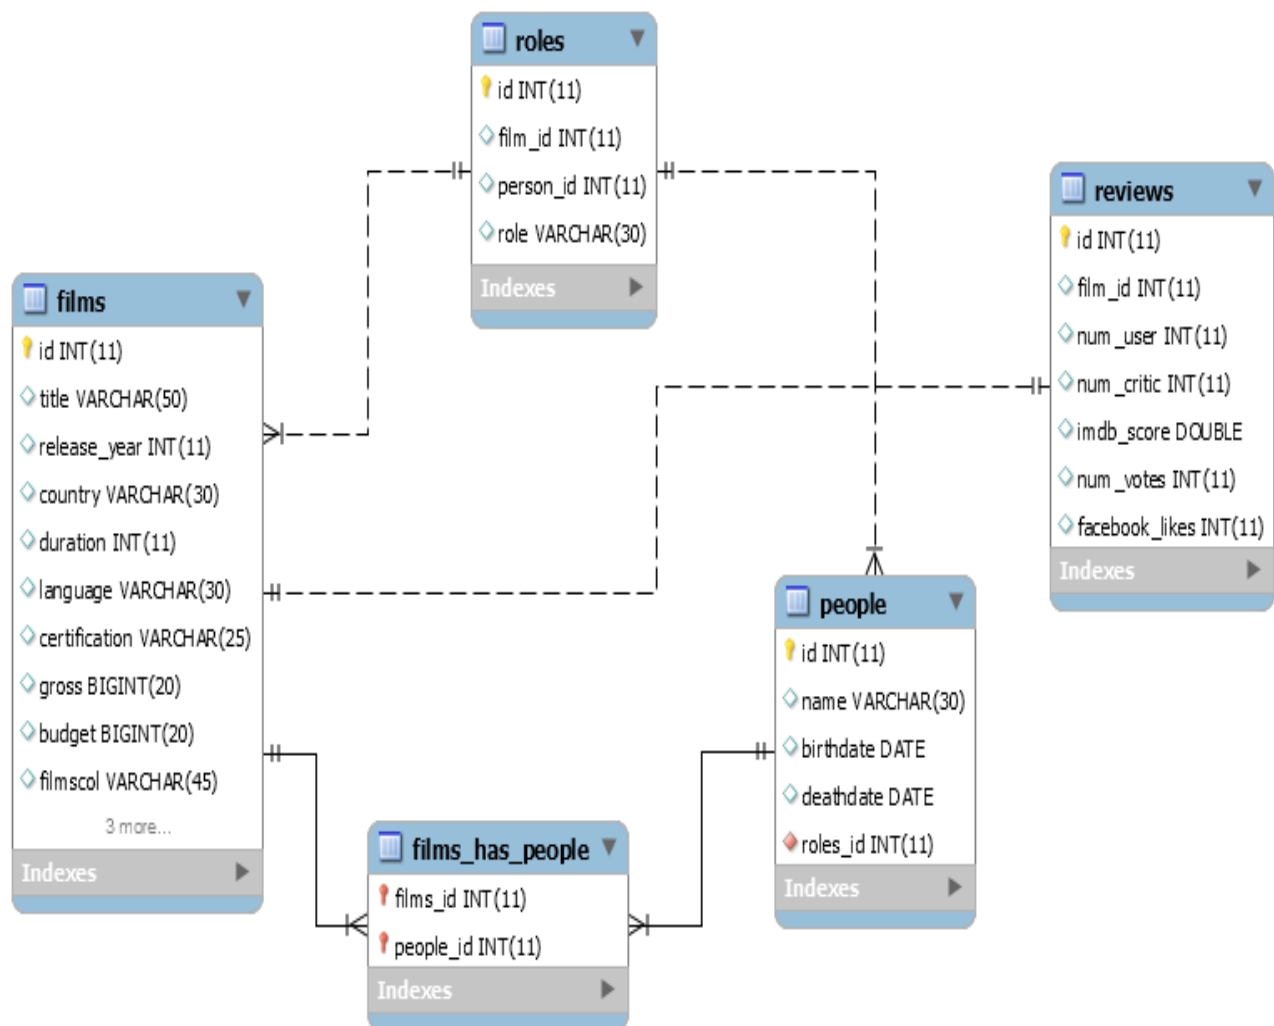 roles
id INT(11)
film_id INT(11)
person_id INT(11)
role VARCHAR(30)
Indexes
reviews
id INT(11)
film_id INT(11)
num_user INT(11)
num_critic INT(11)
imdb_score DOUBLE
num_votes INT(11)
facebook_likes INT(11)
Indexes
films
id INT(11)
title VARCHAR(50)
release_year INT(11)
country VARCHAR(30)
duration INT(11)
language VARCHAR(30)
certification VARCHAR(25)
gross BIGINT(20)
budget BIGINT(20)
filmscol VARCHAR(45)
3 more...
Indexes
people
id INT(11)
name VARCHAR(30)
birthdate DATE
deathdate DATE
roles_id INT(11)
Indexes
films_has_people
films_id INT(11)
people_id INT(11)
Indexes